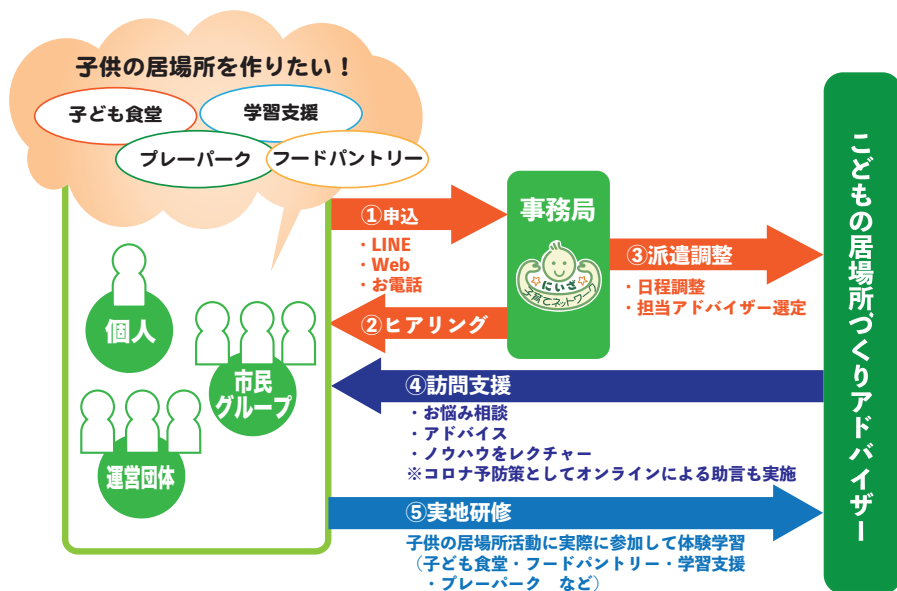 子供の居場所を作りたい！
子ども食堂
学習支援
プレーパーク
フードパントリー
個人
市民
グループ
運営団体
①申込
・LINE
・Web
・お電話
②ヒアリング
事務局
にいざ
子育てネットワーク
③派遣調整
・日程調整
・担当アドバイザー選定
④訪問支援
・お悩み相談
・アドバイス
・ノウハウをレクチャー
※コロナ予防策としてオンラインによる助言も実施
⑤実地研修
子供の居場所活動に実際に参加して体験学習
（子ども食堂・フードパントリー・学習支援
・プレーパーク　など）
こどもの居場所づくりアドバイザー